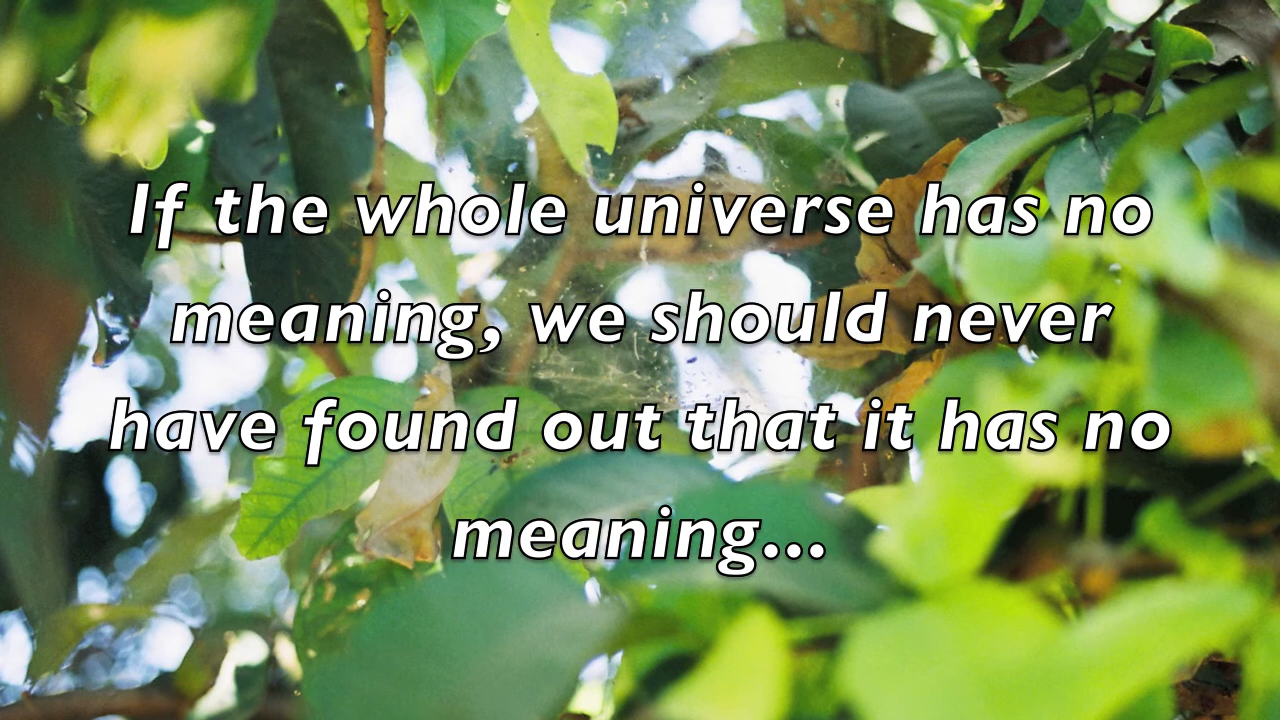 If the whole universe has no
meaning, we should never
have found out that it has no
meaning...